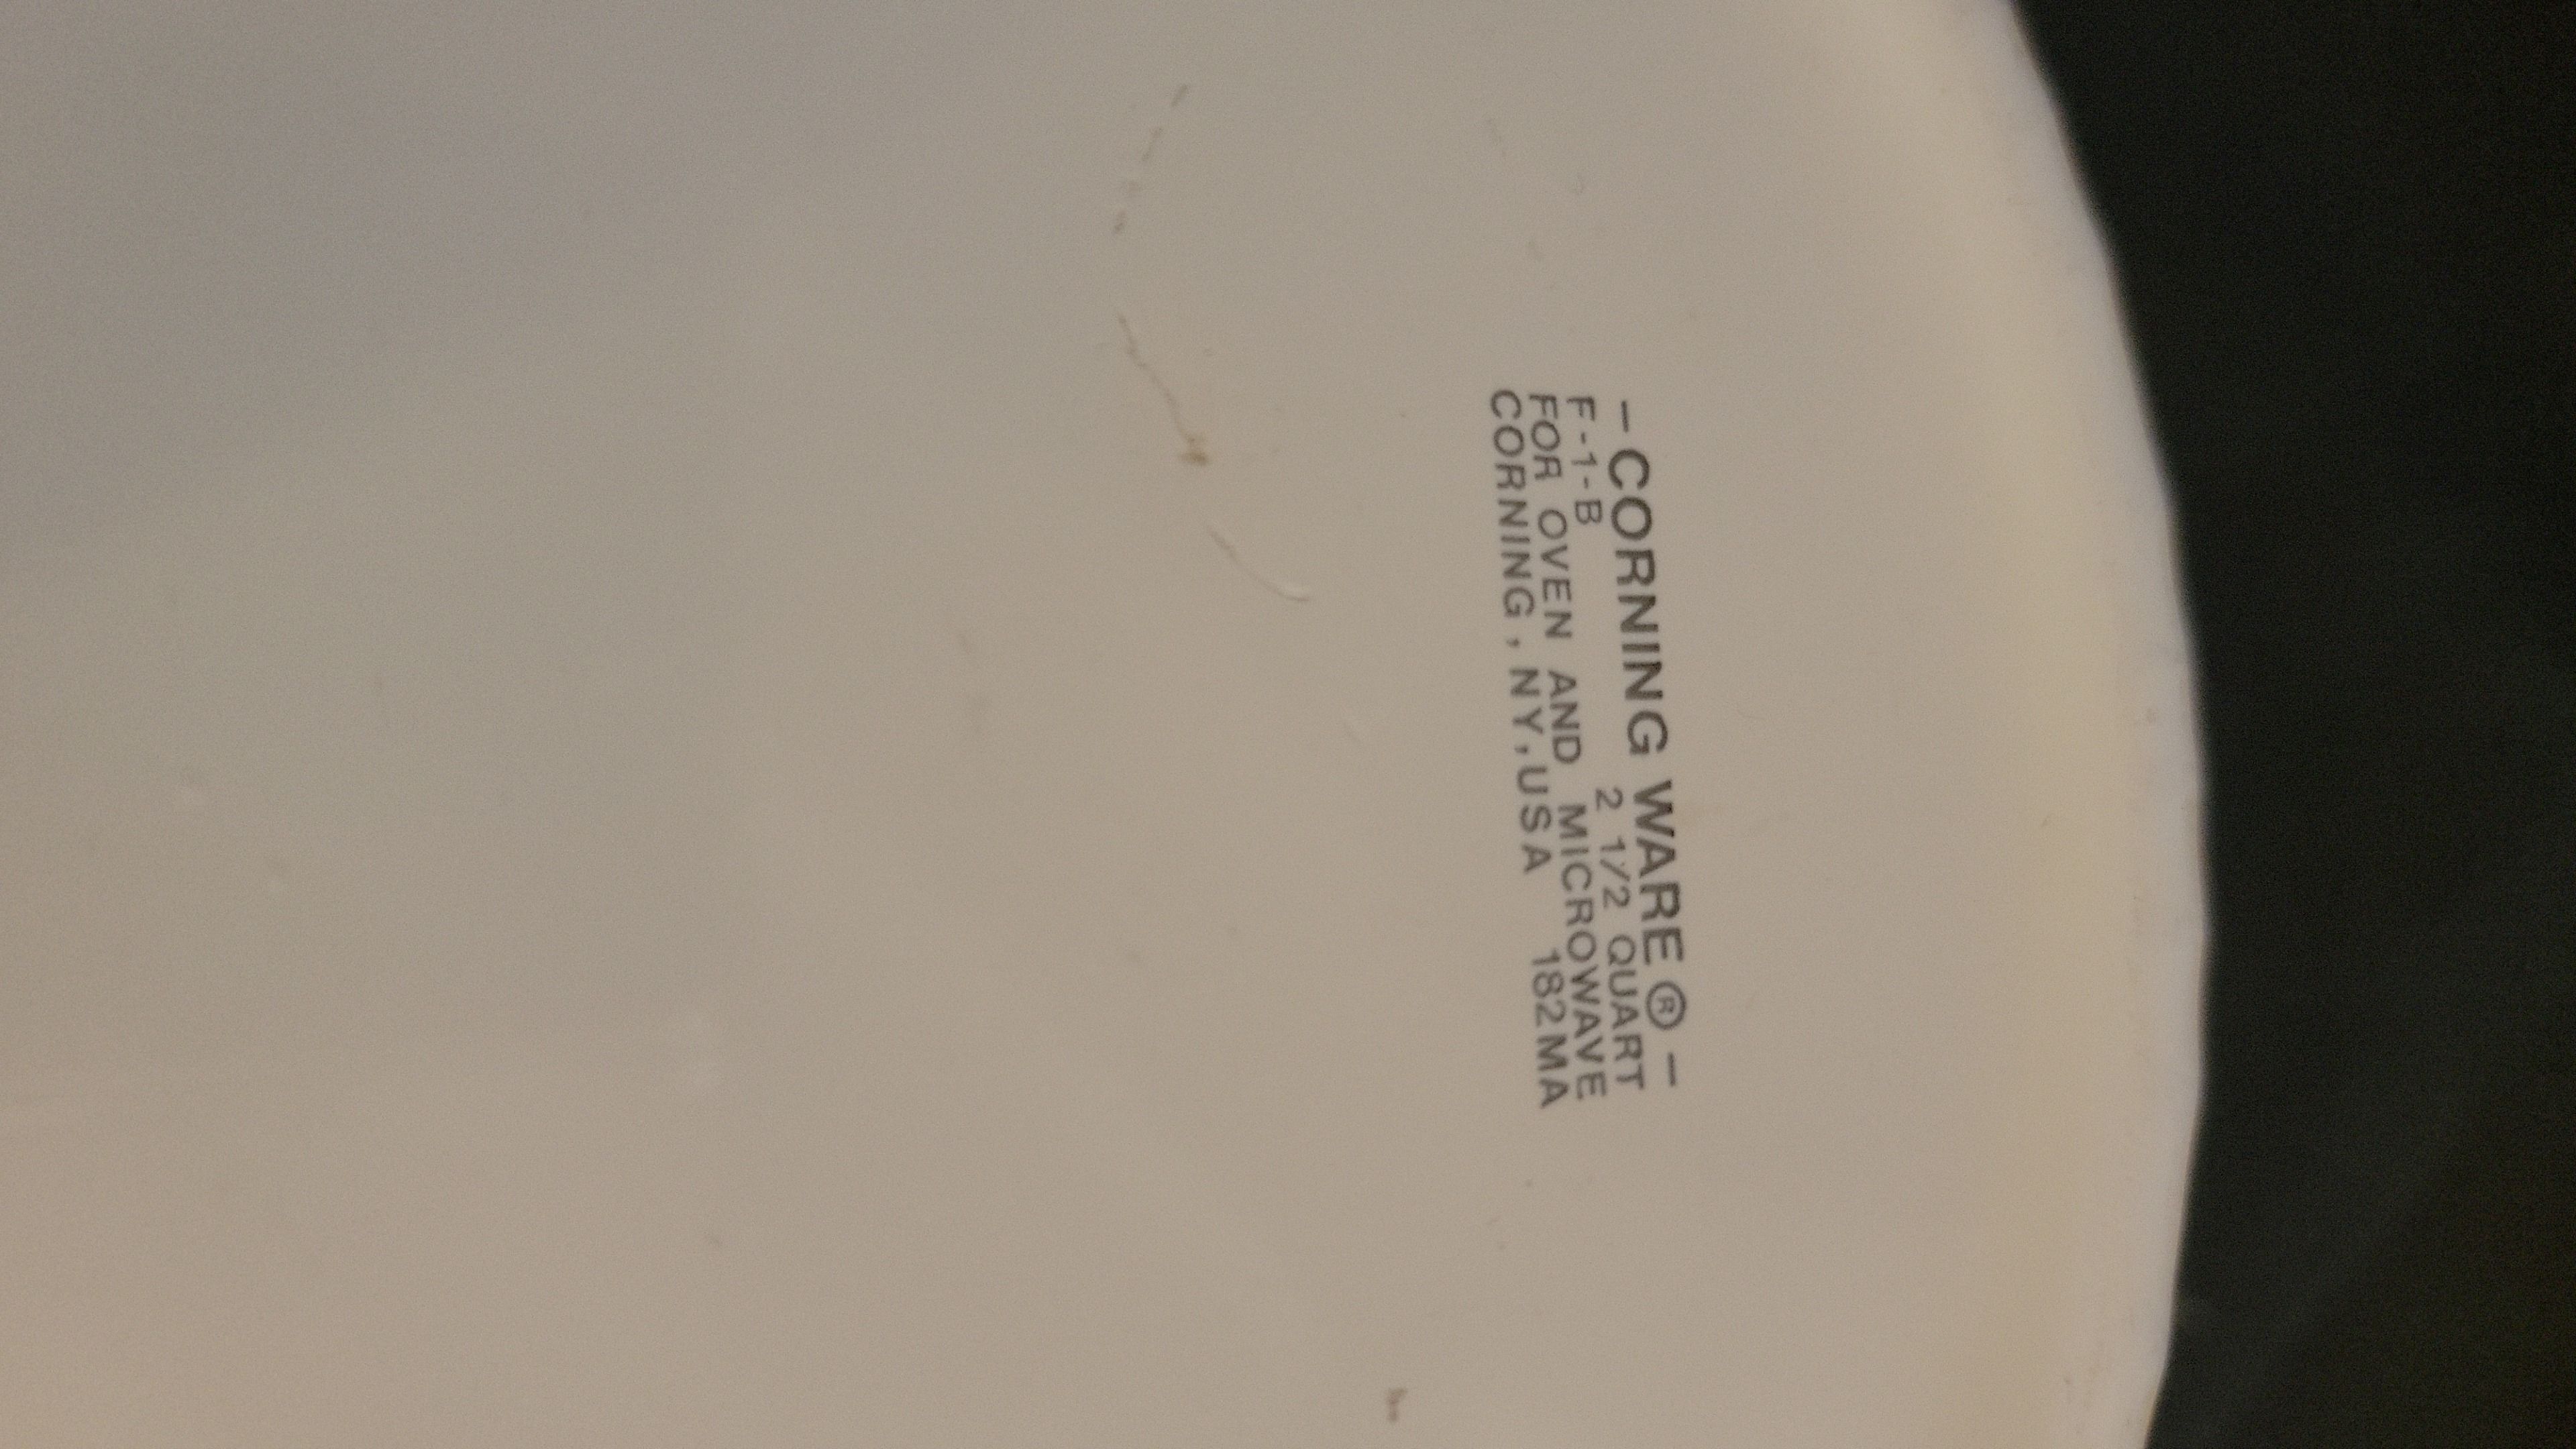 - CORNING WARE ® -
F-1-B 2 1/2 QUART
FOR OVEN AND MICROWAVE
CORNING, NY, USA 182MA